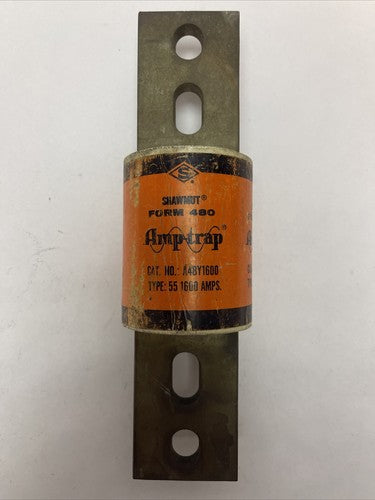 S
SHAWMUT®
FORM 480
Amp-trap
CAT. NO.: A4BY1600
TYPE: 55 1600 AMPS.